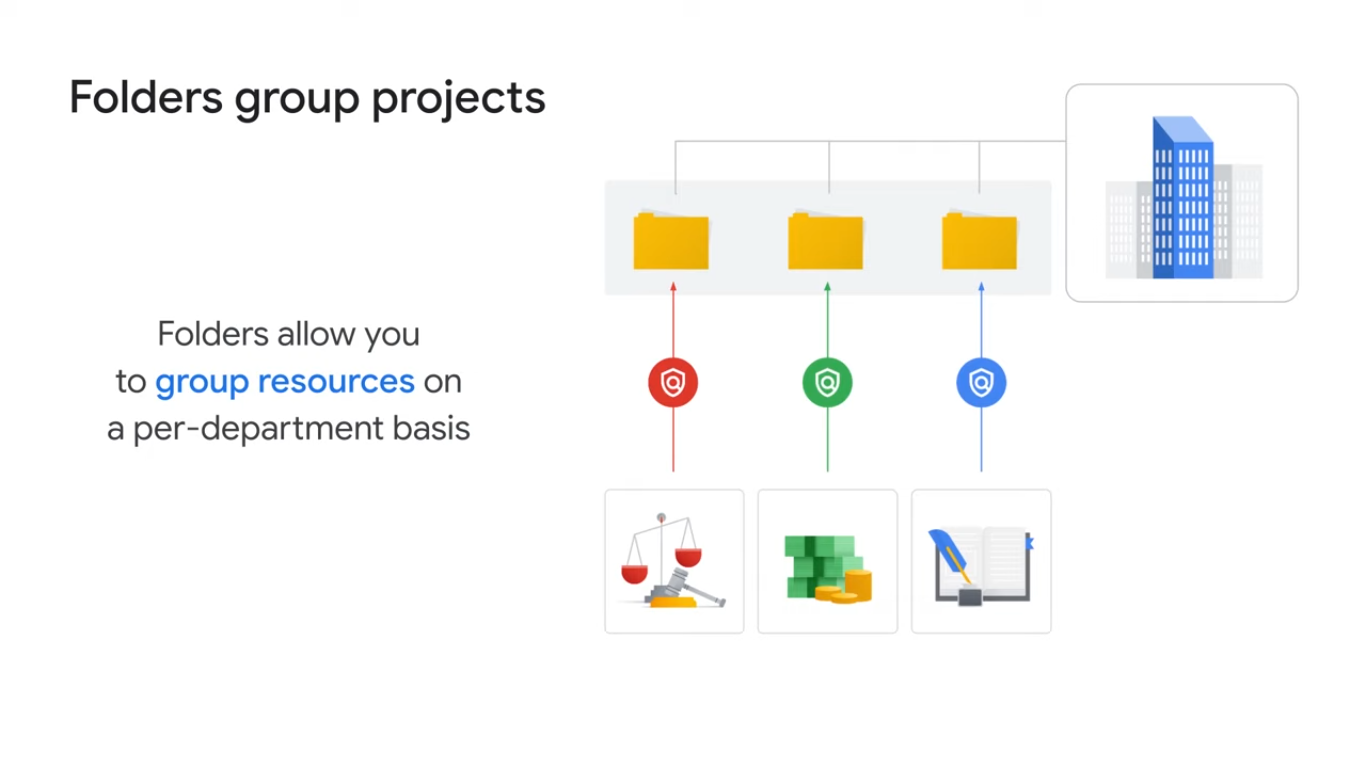 Folders group projects
Folders allow you
to group resources on
a per-department basis